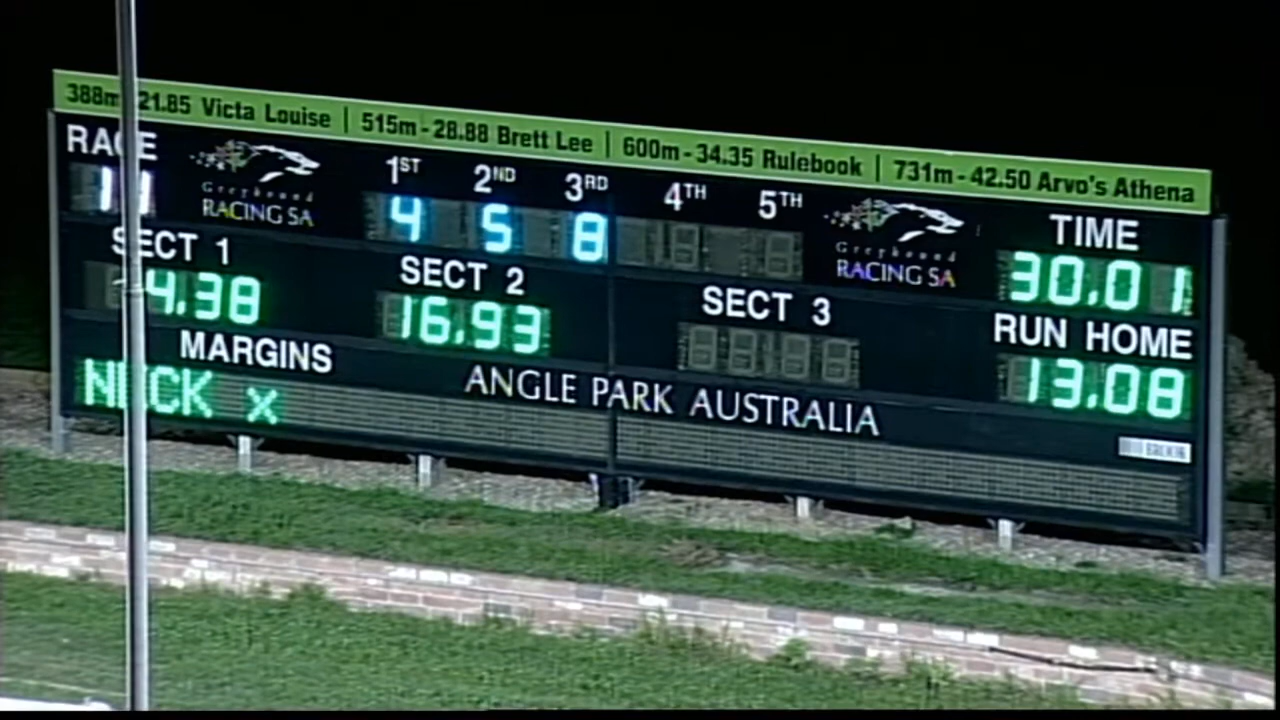 388m 21.85 Victa Louise | 515m - 28.88 Brett Lee | 600m - 34.35 Rulebook | 731m - 42.50 Arvo's Athena
RACE 1ST 2ND 3RD 4TH 5TH TIME
11 Greyhound RACING SA 4 5 8 Greyhound RACING SA 30.01
SECT 1 SECT 2 SECT 3 RUN HOME
4.38 16.93 13.08
MARGINS ANGLE PARK AUSTRALIA
NECK x